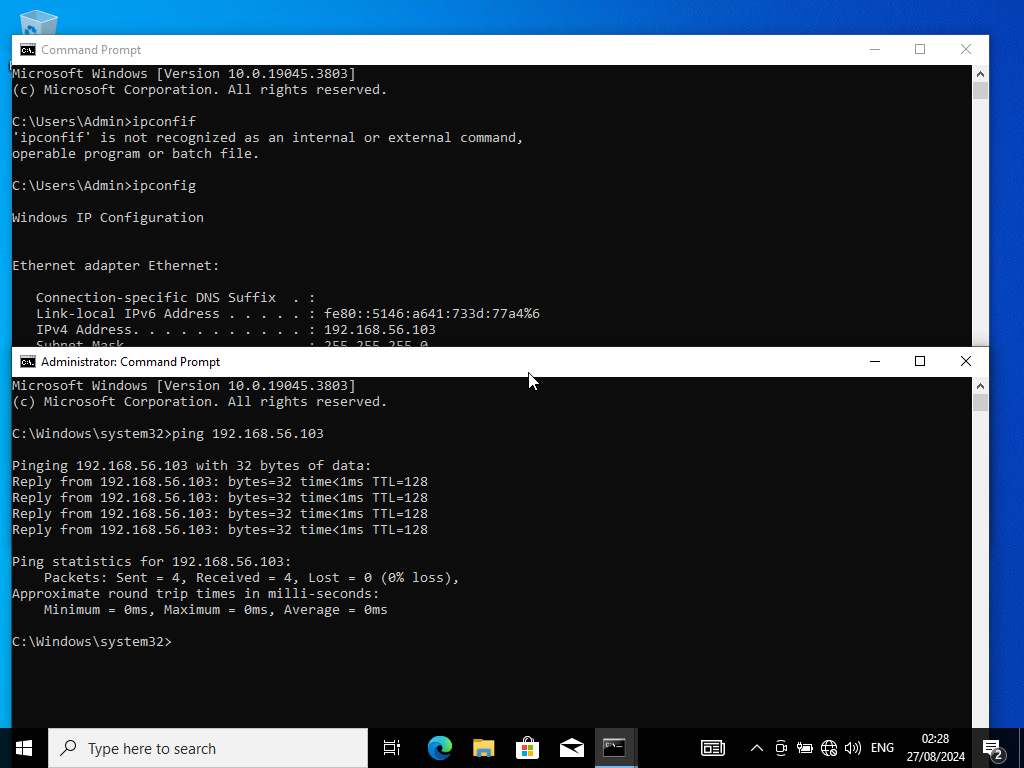 Command Prompt
Microsoft Windows [Version 10.0.19045.3803]
(c) Microsoft Corporation. All rights reserved.
C:\Users\Admin>ipconfif
'ipconfif' is not recognized as an internal or external command,
operable program or batch file.
C:\Users\Admin>ipconfig
Windows IP Configuration
Ethernet adapter Ethernet:
Connection-specific DNS Suffix  . :
Link-local IPv6 Address . . . . . : fe80::5146:a641:733d:77a4%6
IPv4 Address. . . . . . . . . . . : 192.168.56.103
Subnet Mask . . . . . . . . . . . : 255.255.255.0
Administrator: Command Prompt
Microsoft Windows [Version 10.0.19045.3803]
(c) Microsoft Corporation. All rights reserved.
C:\Windows\system32>ping 192.168.56.103
Pinging 192.168.56.103 with 32 bytes of data:
Reply from 192.168.56.103: bytes=32 time<1ms TTL=128
Reply from 192.168.56.103: bytes=32 time<1ms TTL=128
Reply from 192.168.56.103: bytes=32 time<1ms TTL=128
Reply from 192.168.56.103: bytes=32 time<1ms TTL=128
Ping statistics for 192.168.56.103:
Packets: Sent = 4, Received = 4, Lost = 0 (0% loss),
Approximate round trip times in milli-seconds:
Minimum = 0ms, Maximum = 0ms, Average = 0ms
C:\Windows\system32>
Type here to search
ENG
02:28
27/08/2024
2